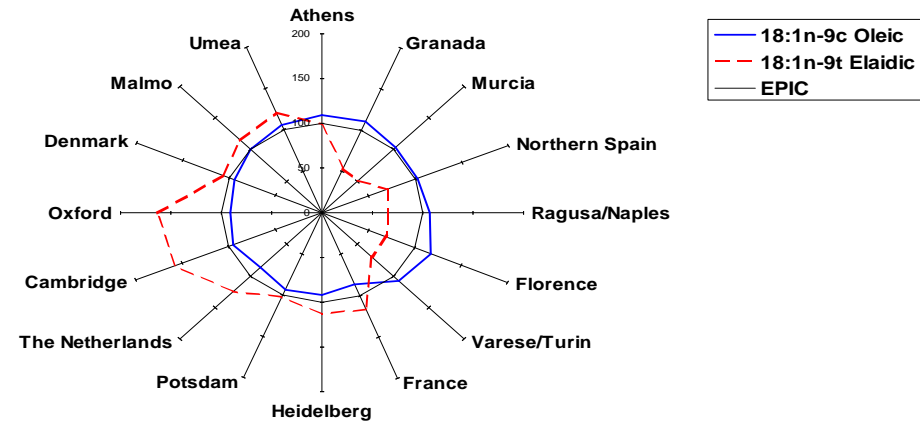 Athens
200
Umea
Granada
150
Malmo
Murcia
100
Denmark
Northern Spain
50
Oxford
0
Ragusa/Naples
Cambridge
Florence
The Netherlands
Varese/Turin
Potsdam
France
Heidelberg
18:1n-9c Oleic
18:1n-9t Elaidic
EPIC